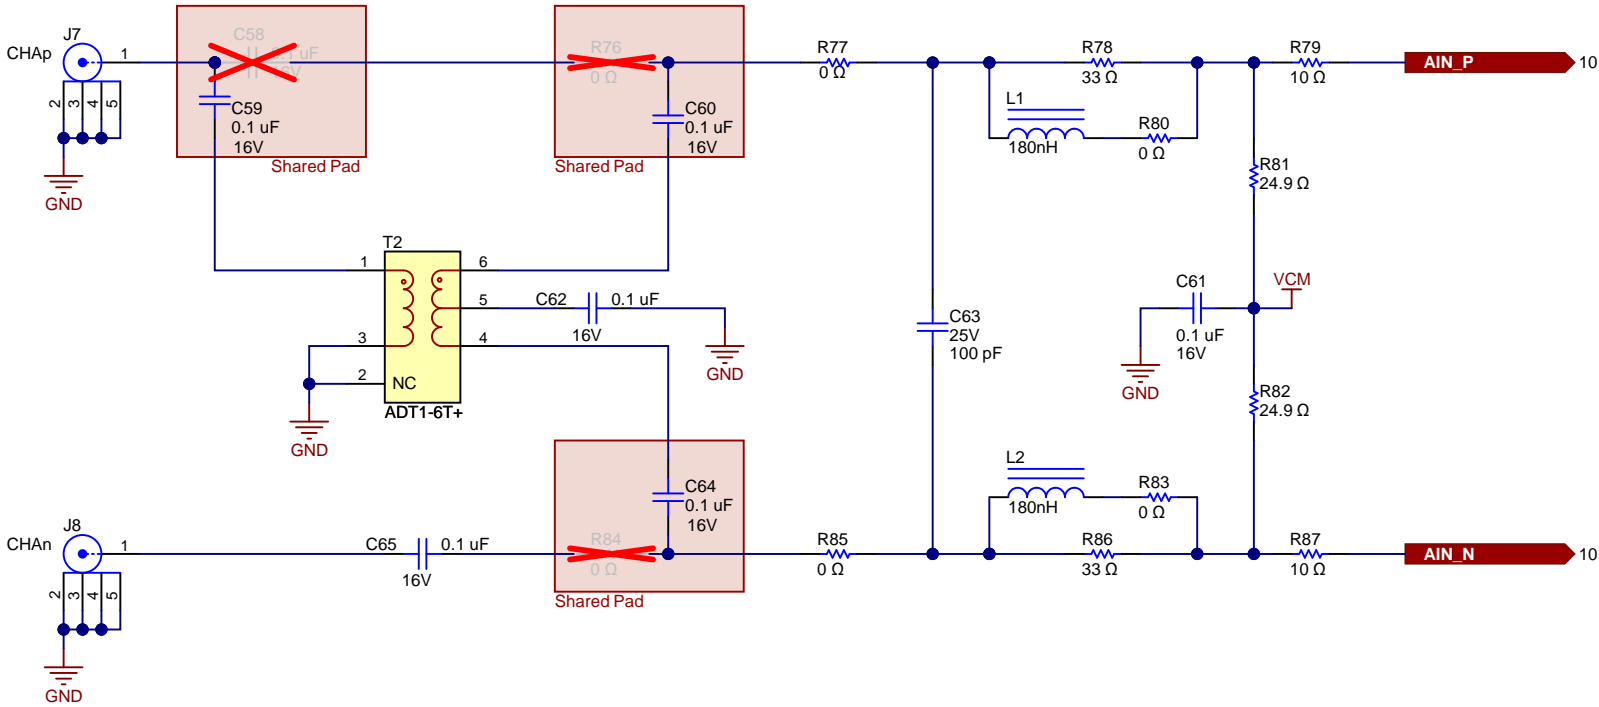 J7
CHAp
1
2
3
4
5
GND
C58
0.1 uF
16V
C59
0.1 uF
16V
Shared Pad
R76
0 Ω
C60
0.1 uF
16V
Shared Pad
R77
0 Ω
R78
33 Ω
R79
10 Ω
AIN_P
10
L1
180nH
R80
0 Ω
R81
24.9 Ω
T2
1
6
5
3
4
2
NC
ADT1-6T+
GND
C62
0.1 uF
16V
GND
C63
25V
100 pF
C61
0.1 uF
16V
VCM
GND
R82
24.9 Ω
L2
180nH
R83
0 Ω
C64
0.1 uF
16V
R84
0 Ω
Shared Pad
J8
CHAn
1
2
3
4
5
GND
C65
0.1 uF
16V
R85
0 Ω
R86
33 Ω
R87
10 Ω
AIN_N
10